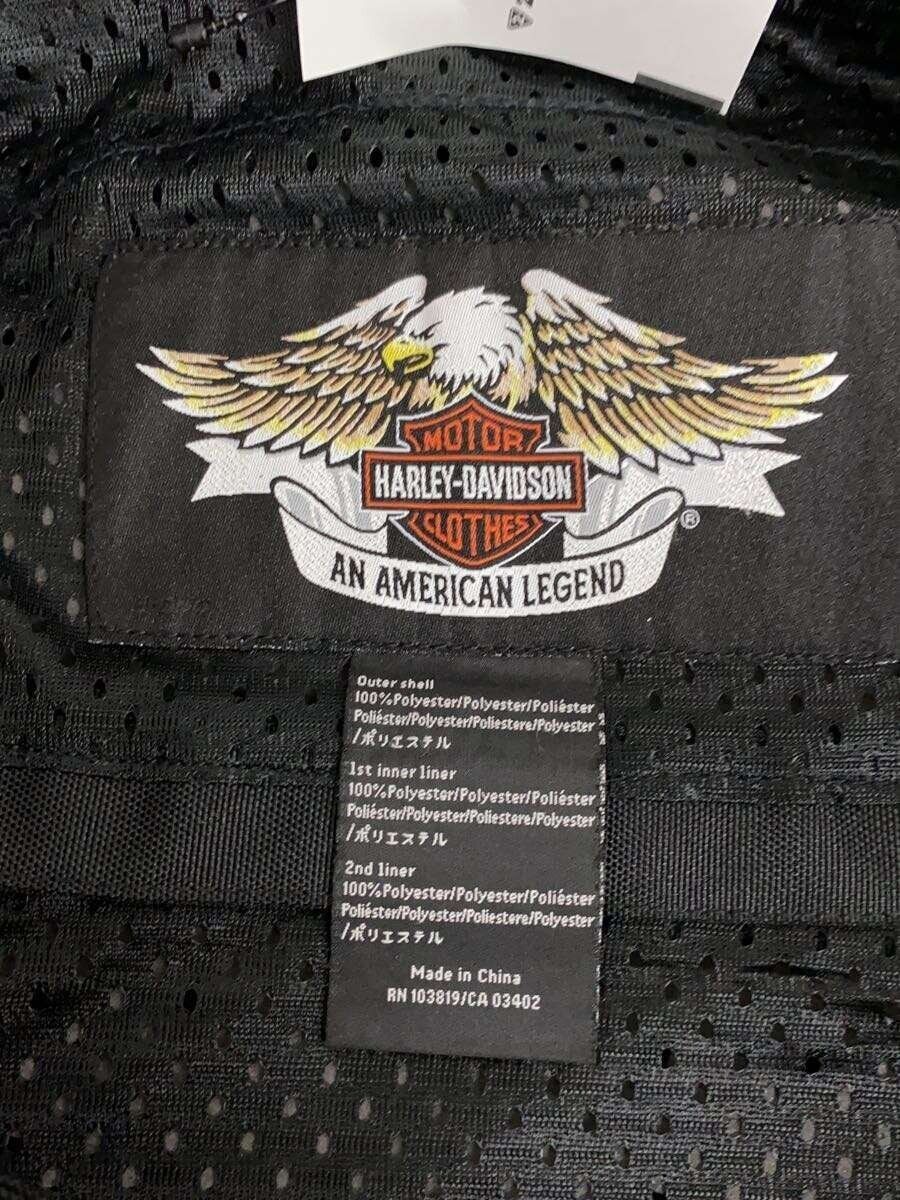 MOTOR
HARLEY-DAVIDSON
CLOTHES
®
AN AMERICAN LEGEND
Outer shell
100%Polyester/Polyester/Poliéster
Poliéster/Polyester/Poliestere/Polyester
/ポリエステル
1st inner liner
100%Polyester/Polyester/Poliéster
Poliéster/Polyester/Poliestere/Polyester
/ポリエステル
2nd liner
100%Polyester/Polyester/Poliéster
Poliéster/Polyester/Poliestere/Polyester
/ポリエステル
Made in China
RN 103819/CA 03402